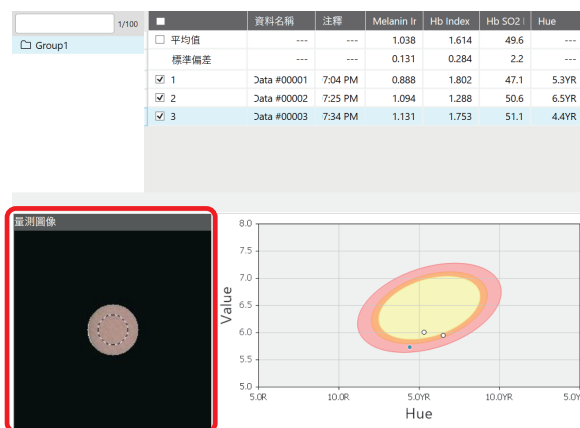 1/100
Group1
資料名稱 注釋 Melanin Ir Hb Index Hb SO2 I Hue
平均值 --- --- 1.038 1.614 49.6
標準偏差 --- --- 0.131 0.284 2.2 ---
1 Data #00001 7:04 PM 0.888 1.802 47.1 5.3YR
2 Data #00002 7:25 PM 1.094 1.288 50.6 6.5YR
3 Data #00003 7:34 PM 1.131 1.753 51.1 4.4YR
量測圖像
8.0
7.5
7.0
6.5
6.0
5.5
5.0
Value
5.0R 10.0R 5.0YR 10.0YR 5.0Y
Hue